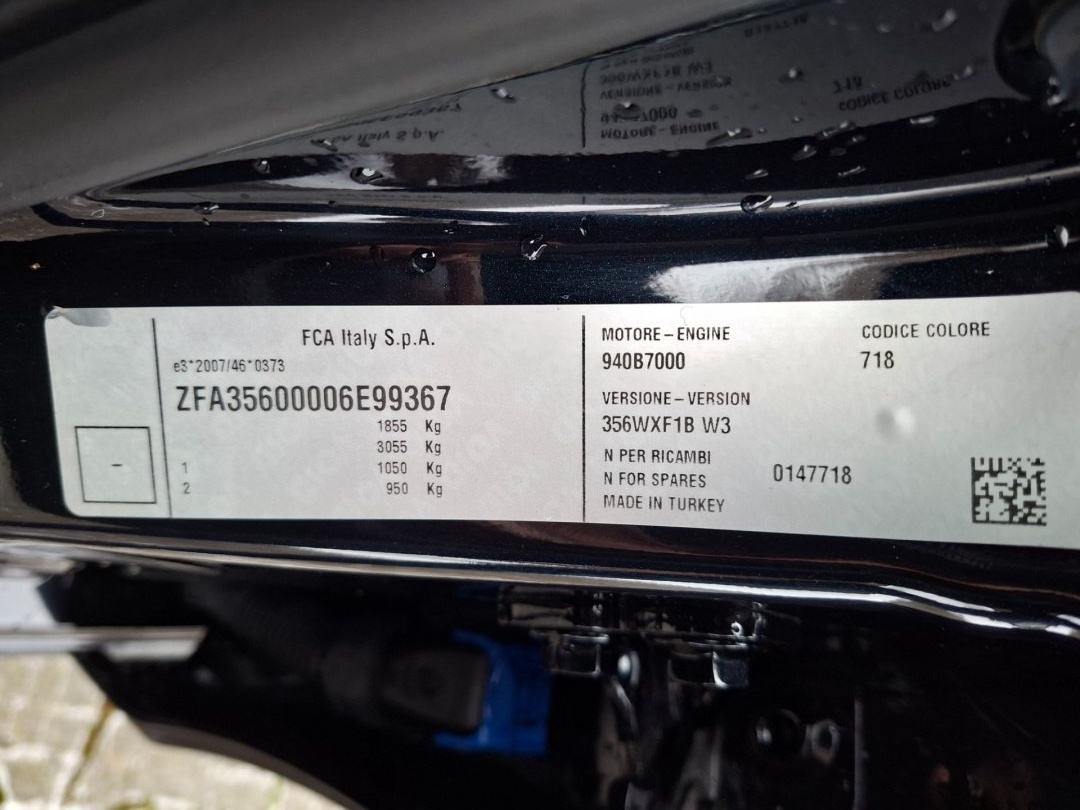 FCA Italy S.p.A.
e3*2007/46*0373
ZFA35600006E99367
1855 Kg
3055 Kg
1 1050 Kg
2 950 Kg
-
MOTORE - ENGINE
940B7000
CODICE COLORE
718
VERSIONE - VERSION
356WXF1B W3
N PER RICAMBI
N FOR SPARES
0147718
MADE IN TURKEY